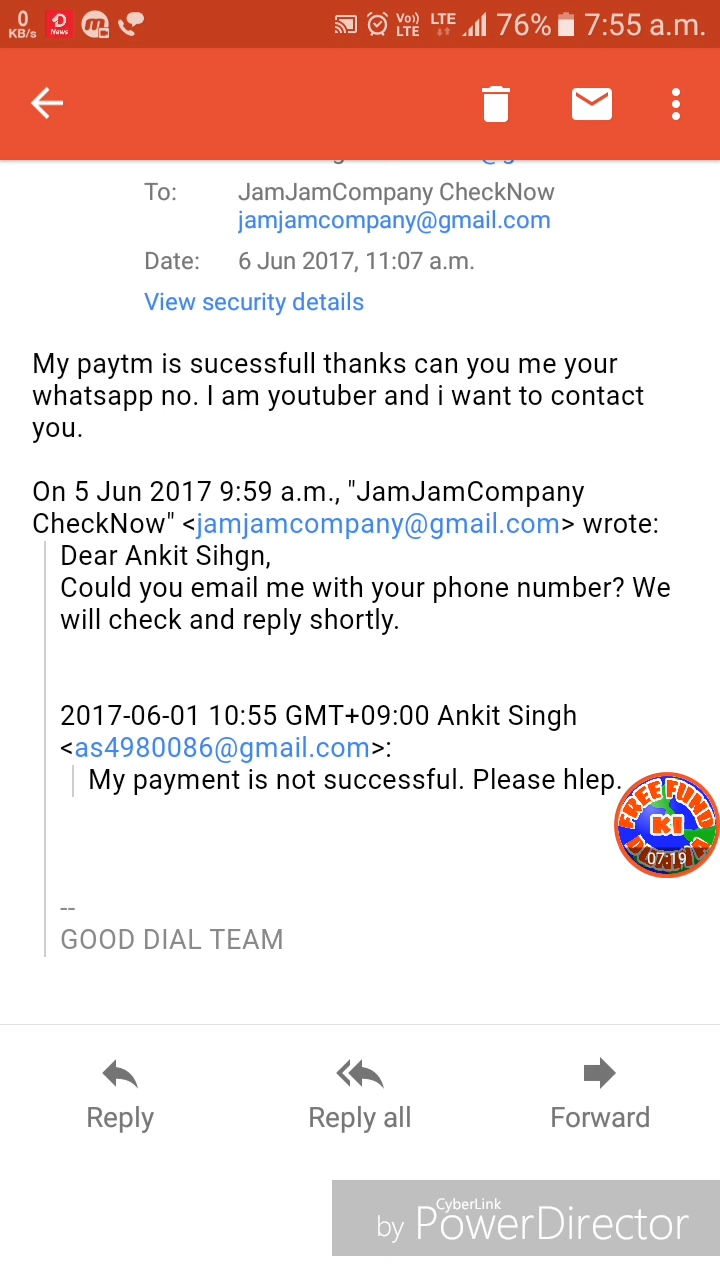 0
KB/s
News
Vo))
LTE
LTE
76%
7:55 a.m.
To: JamJamCompany CheckNow
jamjamcompany@gmail.com
Date: 6 Jun 2017, 11:07 a.m.
View security details
My paytm is sucessfull thanks can you me your
whatsapp no. I am youtuber and i want to contact
you.
On 5 Jun 2017 9:59 a.m., "JamJamCompany
CheckNow" <jamjamcompany@gmail.com> wrote:
Dear Ankit Sihgn,
Could you email me with your phone number? We
will check and reply shortly.
2017-06-01 10:55 GMT+09:00 Ankit Singh
<as4980086@gmail.com>:
My payment is not successful. Please hlep.
FREE FUND
KI
07:19
--
GOOD DIAL TEAM
Reply
Reply all
Forward
CyberLink
by PowerDirector